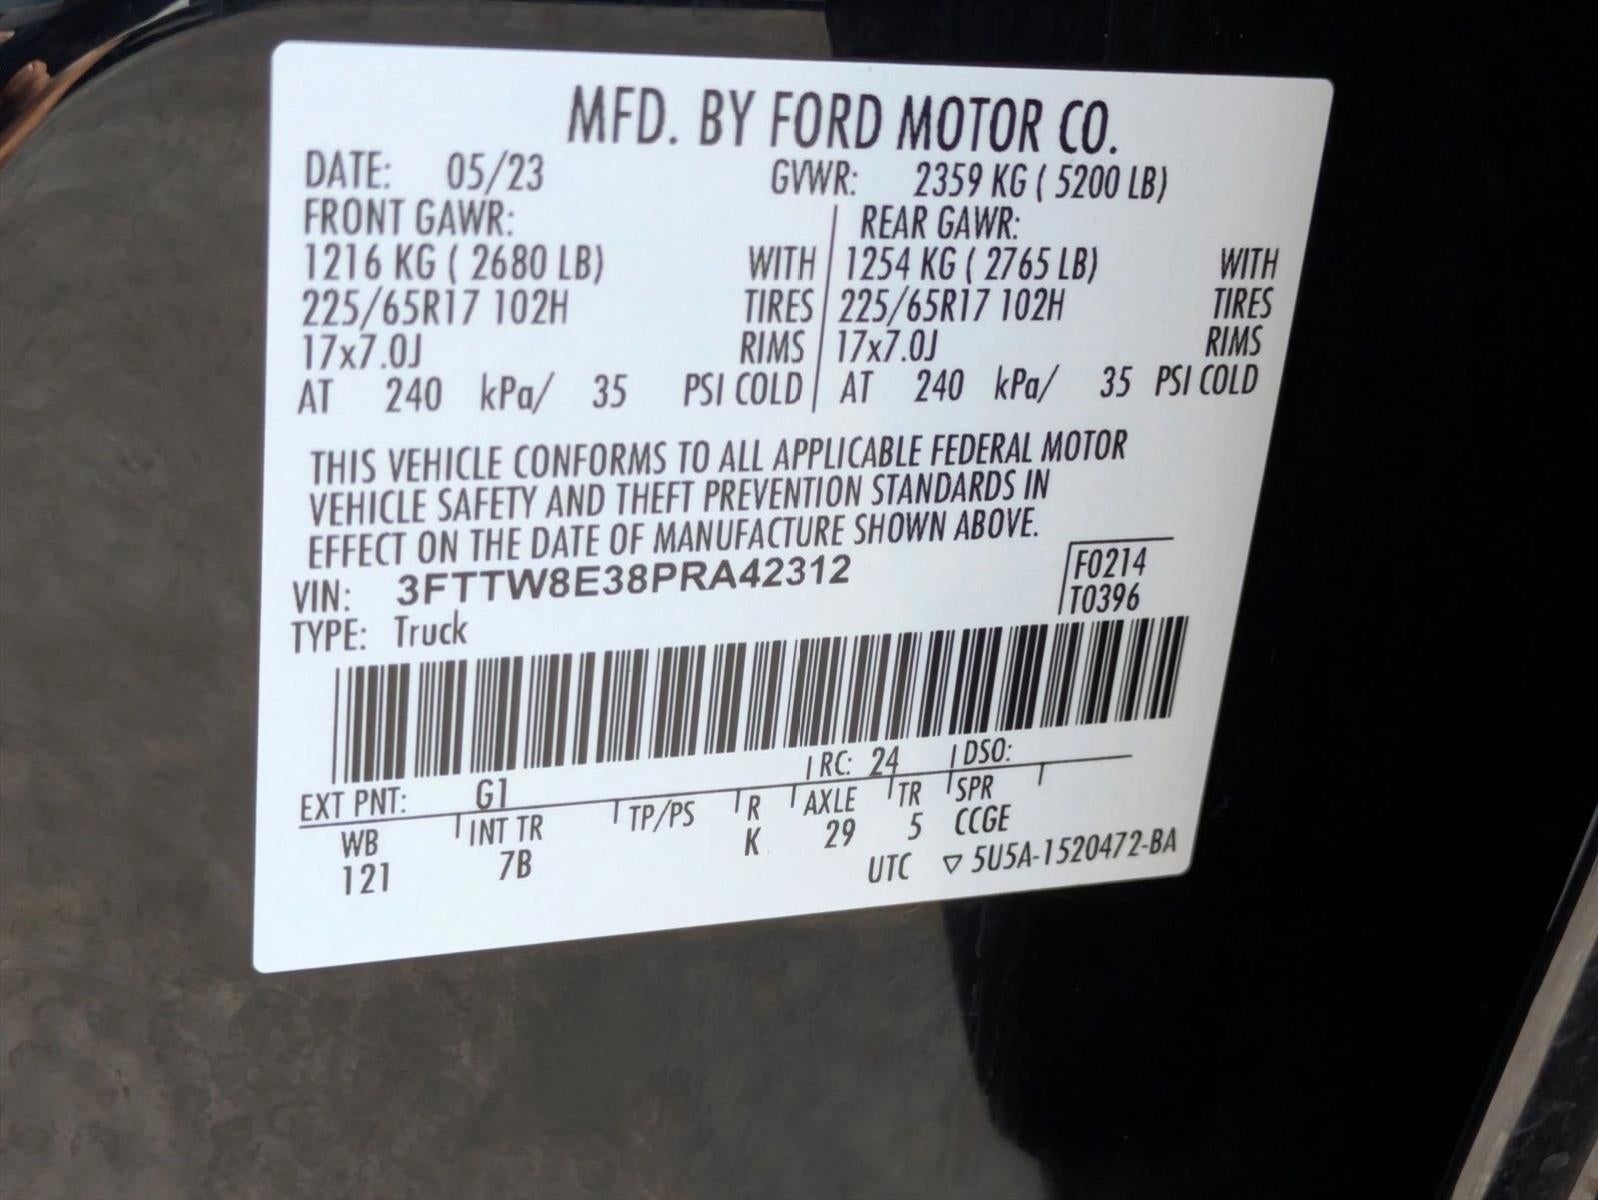 MFD. BY FORD MOTOR CO.
DATE: 05/23 GVWR: 2359 KG ( 5200 LB)
FRONT GAWR: REAR GAWR:
1216 KG ( 2680 LB) WITH 1254 KG ( 2765 LB) WITH
225/65R17 102H TIRES 225/65R17 102H TIRES
17x7.0J RIMS 17x7.0J RIMS
AT 240 kPa/ 35 PSI COLD AT 240 kPa/ 35 PSI COLD
THIS VEHICLE CONFORMS TO ALL APPLICABLE FEDERAL MOTOR
VEHICLE SAFETY AND THEFT PREVENTION STANDARDS IN
EFFECT ON THE DATE OF MANUFACTURE SHOWN ABOVE.
VIN: 3FTTW8E38PRA42312 F0214
TYPE: Truck T0396
EXT PNT: G1 RC: 24 DSO:
WB INT TR TP/PS R AXLE TR SPR
121 7B K 29 5 CCGE
UTC ▽ 5U5A-1520472-BA